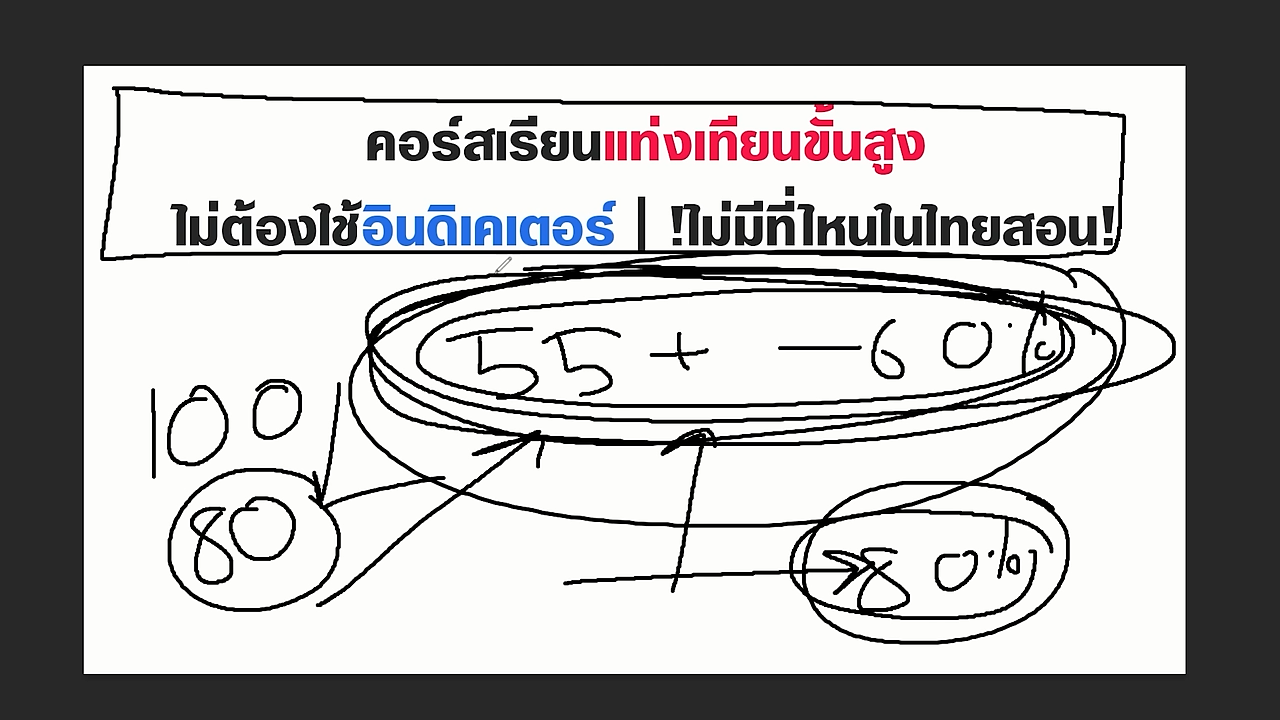 คอร์สเรียนแท่งเทียนขั้นสูง
ไม่ต้องใช้อินดิเคเตอร์ | !ไม่มีที่ไหนในไทยสอน!
55 + — 60%
100
80
80%